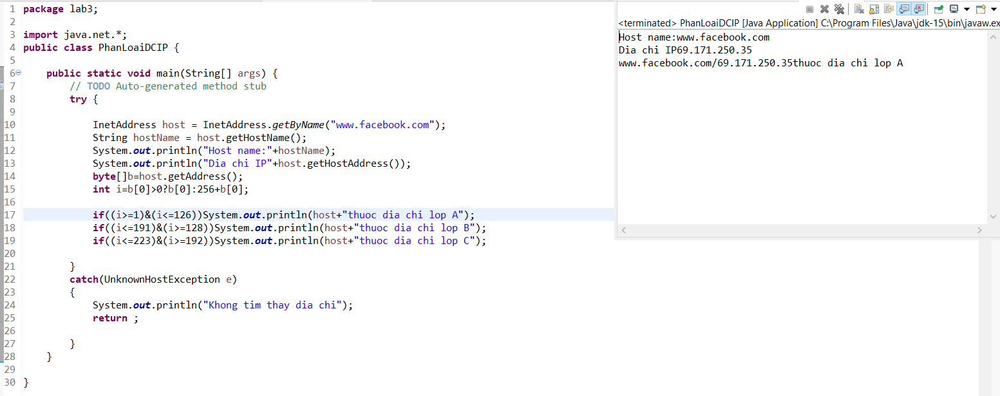 1 package lab3;
2
3 import java.net.*;
4 public class PhanLoaiDCIP {
5
6 public static void main(String[] args) {
7 // TODO Auto-generated method stub
8 try {
9
10 InetAddress host = InetAddress.getByName("www.facebook.com");
11 String hostName = host.getHostName();
12 System.out.println("Host name:"+hostName);
13 System.out.println("Dia chi IP"+host.getHostAddress());
14 byte[]b=host.getAddress();
15 int i=b[0]>0?b[0]:256+b[0];
16
17 if((i>=1)&(i<=126))System.out.println(host+"thuoc dia chi lop A");
18 if((i<=191)&(i>=128))System.out.println(host+"thuoc dia chi lop B");
19 if((i<=223)&(i>=192))System.out.println(host+"thuoc dia chi lop C");
20
21 }
22 catch(UnknownHostException e)
23 {
24 System.out.println("Khong tim thay dia chi");
25 return ;
26
27 }
28 }
29
30 }
<terminated> PhanLoaiDCIP [Java Application] C:\Program Files\Java\jdk-15\bin\javaw.ex
Host name:www.facebook.com
Dia chi IP69.171.250.35
www.facebook.com/69.171.250.35thuoc dia chi lop A